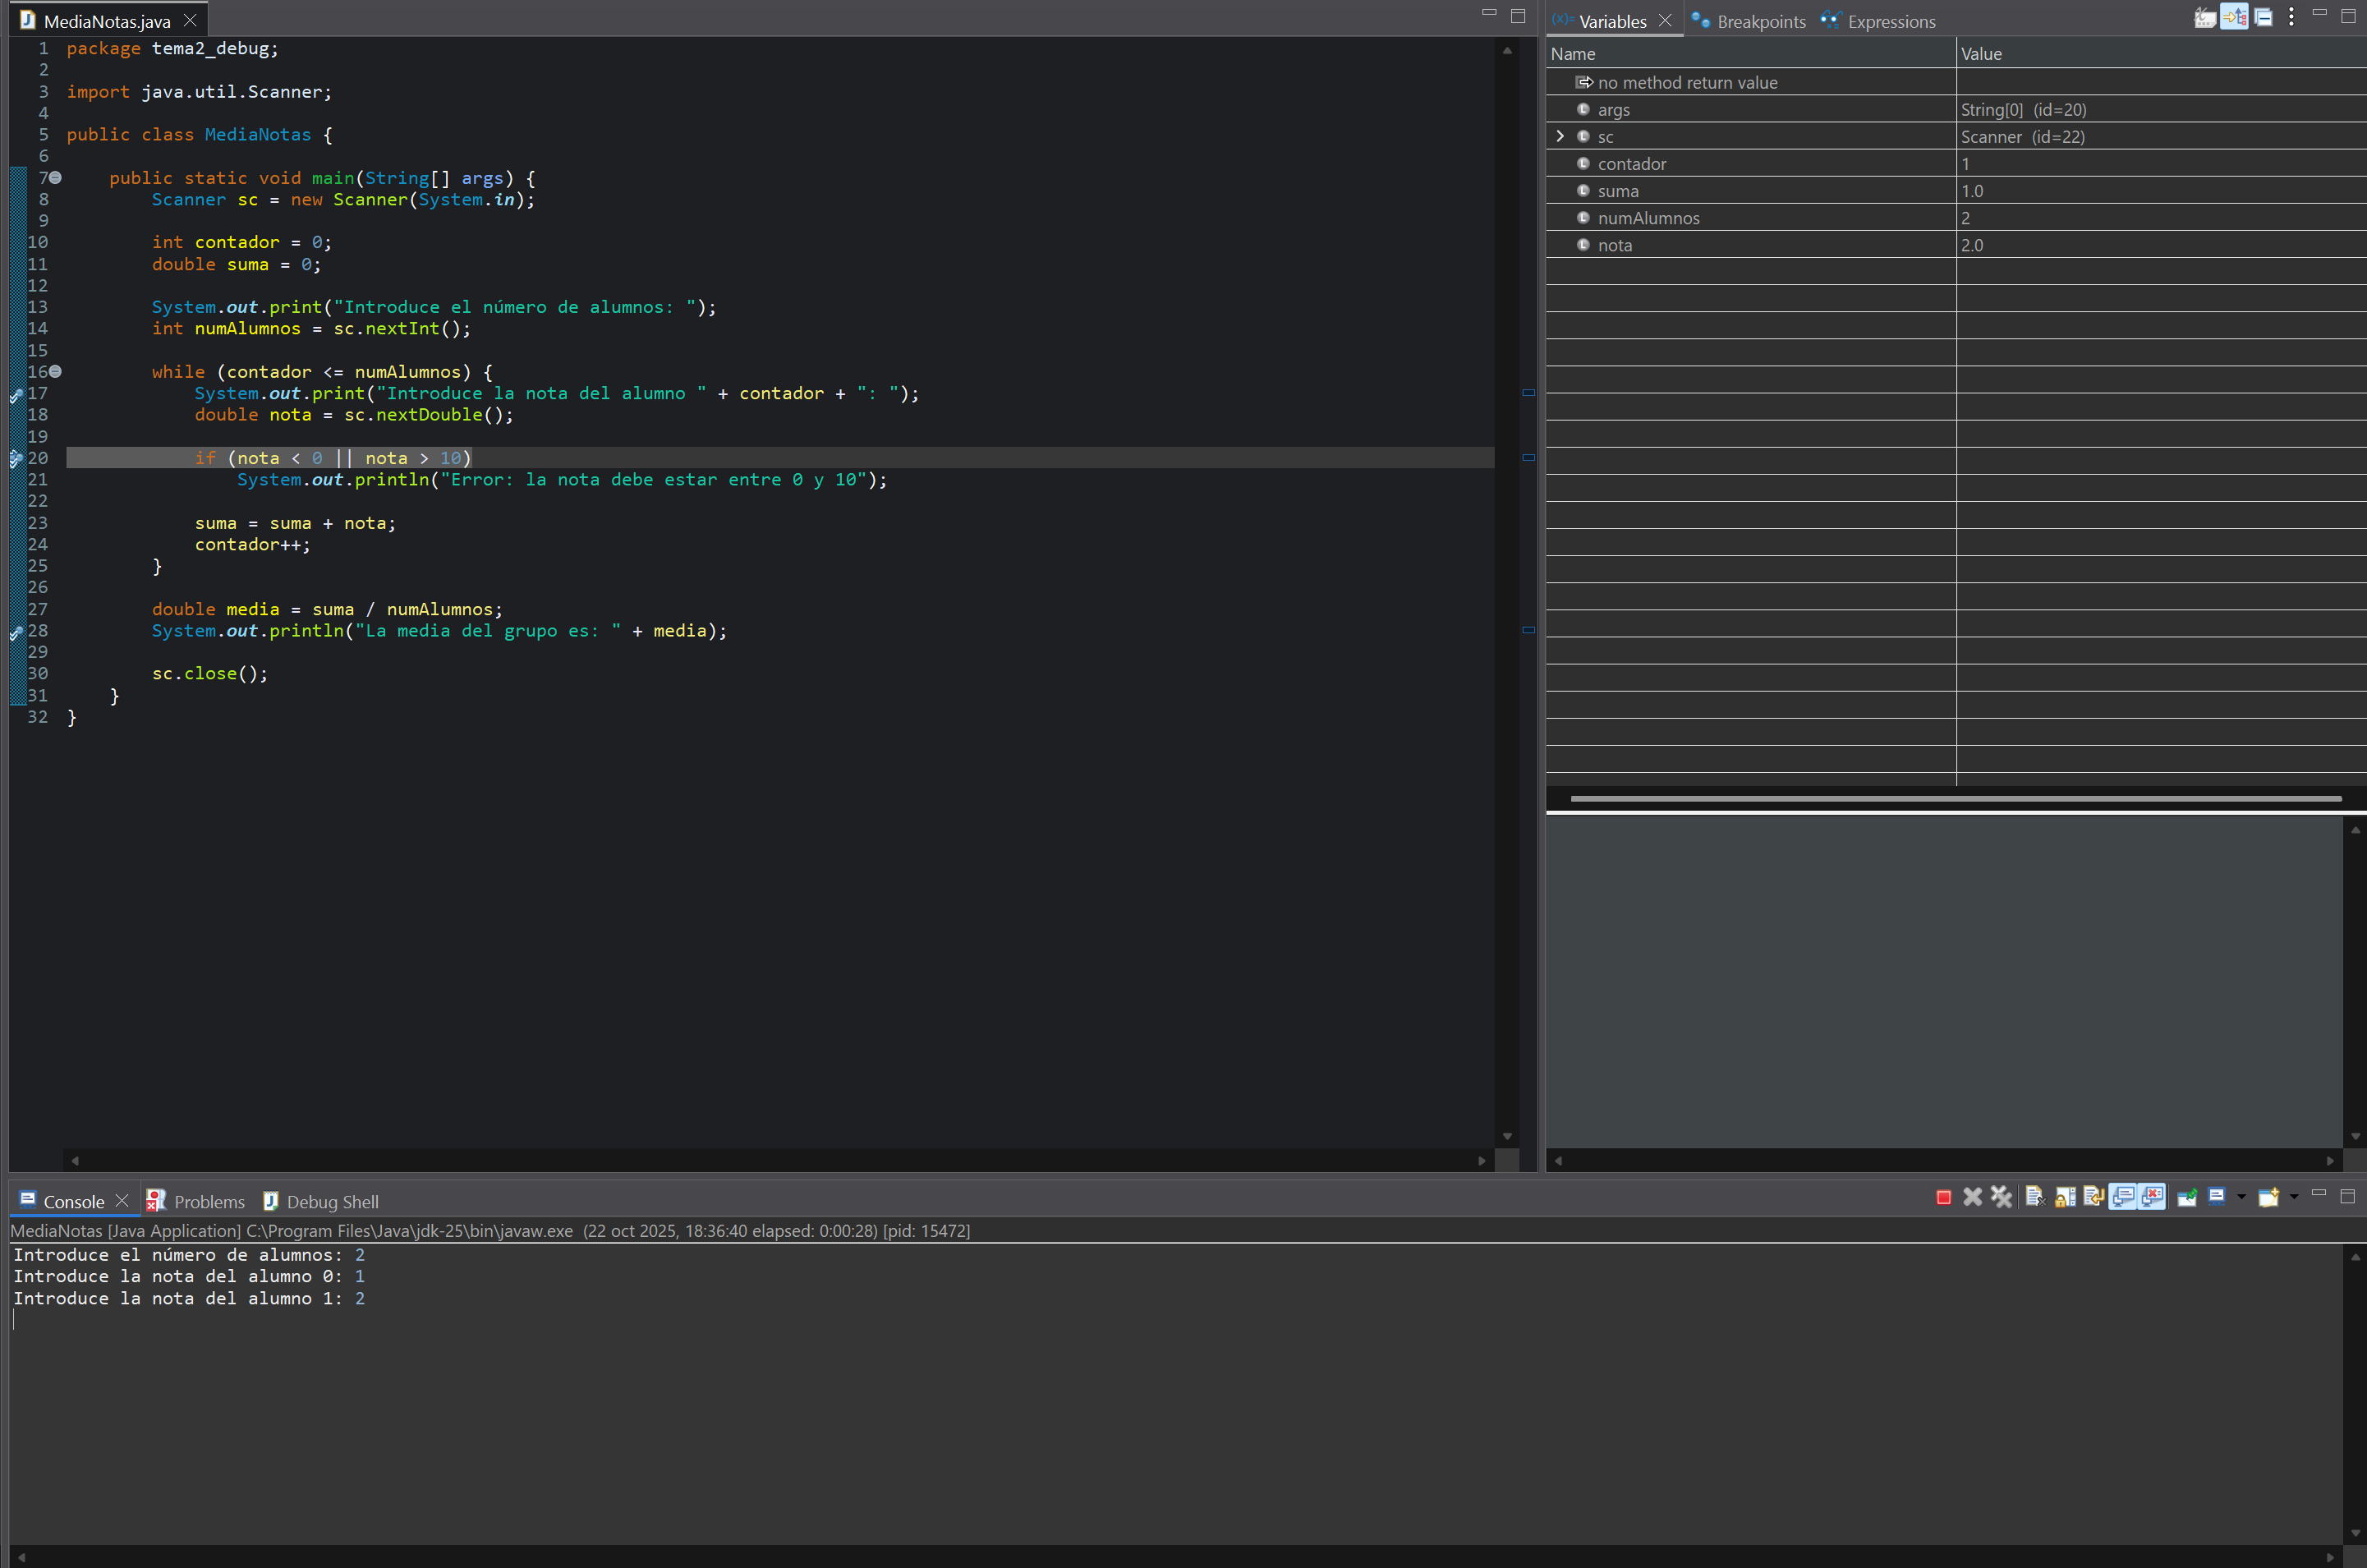 MediaNotas.java
1 package tema2_debug;
2
3 import java.util.Scanner;
4
5 public class MediaNotas {
6
7 public static void main(String[] args) {
8 Scanner sc = new Scanner(System.in);
9
10 int contador = 0;
11 double suma = 0;
12
13 System.out.print("Introduce el número de alumnos: ");
14 int numAlumnos = sc.nextInt();
15
16 while (contador <= numAlumnos) {
17 System.out.print("Introduce la nota del alumno " + contador + ": ");
18 double nota = sc.nextDouble();
19
20 if (nota < 0 || nota > 10)
21 System.out.println("Error: la nota debe estar entre 0 y 10");
22
23 suma = suma + nota;
24 contador++;
25 }
26
27 double media = suma / numAlumnos;
28 System.out.println("La media del grupo es: " + media);
29
30 sc.close();
31 }
32 }
(x)= Variables Breakpoints Expressions
Name Value
no method return value
args String[0] (id=20)
sc Scanner (id=22)
contador 1
suma 1.0
numAlumnos 2
nota 2.0
Console Problems Debug Shell
MediaNotas [Java Application] C:\Program Files\Java\jdk-25\bin\javaw.exe (22 oct 2025, 18:36:40 elapsed: 0:00:28) [pid: 15472]
Introduce el número de alumnos: 2
Introduce la nota del alumno 0: 1
Introduce la nota del alumno 1: 2